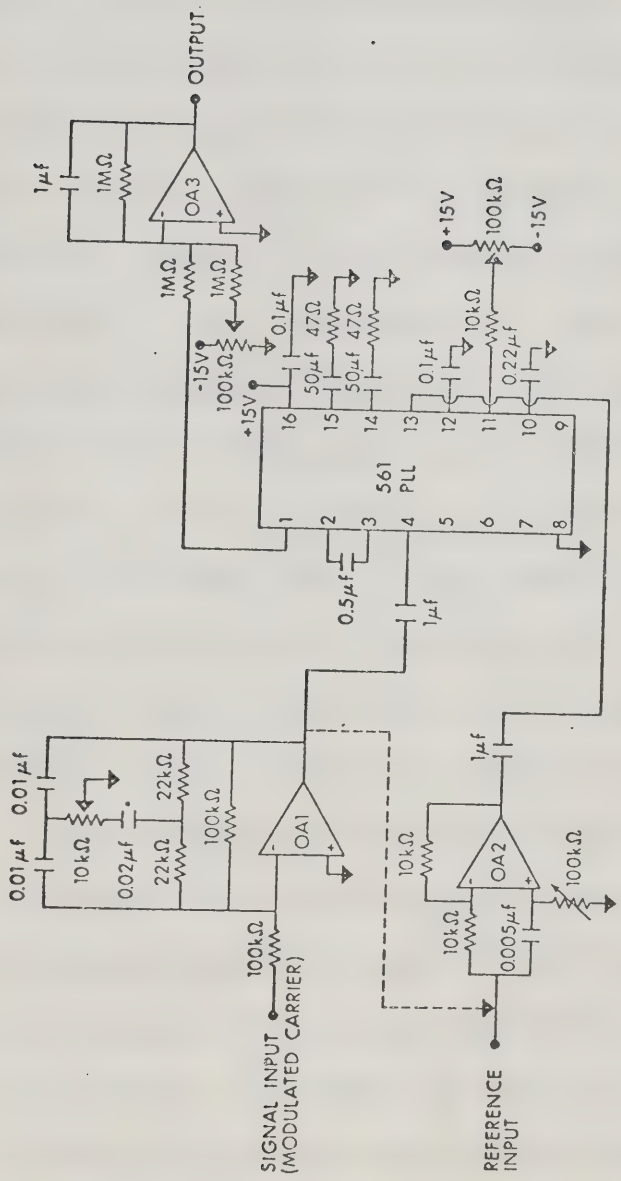 0.01µf
0.01µf
10kΩ
0.02µf
22kΩ
22kΩ
100kΩ
100kΩ
OA1
-
+
SIGNAL INPUT
(MODULATED CARRIER)
REFERENCE
INPUT
10kΩ
10kΩ
0.005µf
OA2
-
+
100kΩ
1µf
1µf
0.5µf
561
PLL
1
2
3
4
5
6
7
8
16
15
14
13
12
11
10
9
+15V
-15V
100kΩ
1MΩ
1MΩ
1µf
1MΩ
OA3
-
+
OUTPUT
0.1µf
50µf
47Ω
50µf
47Ω
0.1µf
10kΩ
0.22µf
+15V
100kΩ
-15V